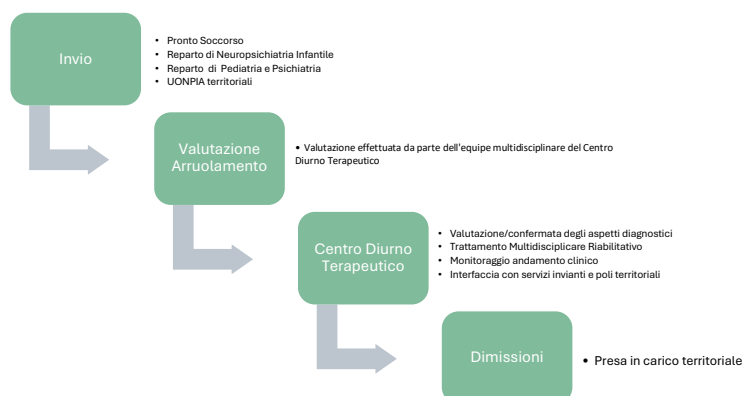 Invio
• Pronto Soccorso
• Reparto di Neuropsichiatria Infantile
• Reparto di Pediatria e Psichiatria
• UONPIA territoriali
Valutazione
Arruolamento
• Valutazione effettuata da parte dell'equipe multidisciplinare del Centro
Diurno Terapeutico
Centro Diurno
Terapeutico
• Valutazione/confermata degli aspetti diagnostici
• Trattamento Multidisciplicare Riabilitativo
• Monitoraggio andamento clinico
• Interfaccia con servizi invianti e poli territoriali
Dimissioni
• Presa in carico territoriale